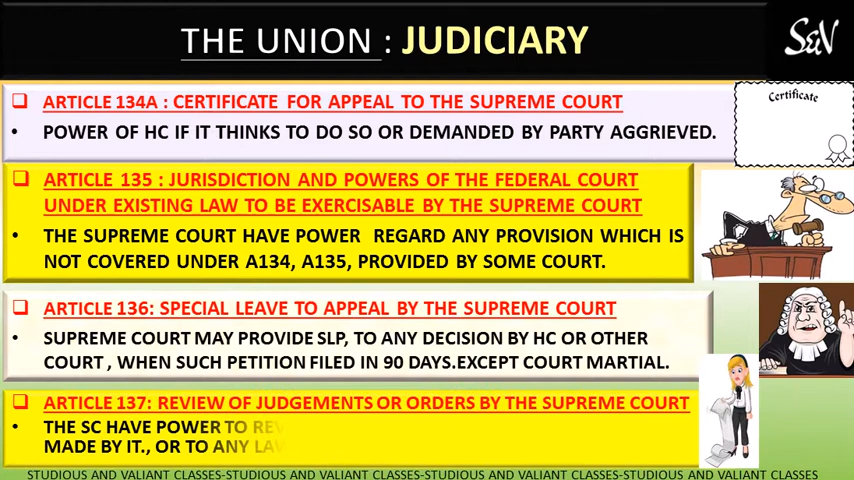 THE UNION : JUDICIARY
S&V
❑ ARTICLE 134A : CERTIFICATE FOR APPEAL TO THE SUPREME COURT
Certificate
• POWER OF HC IF IT THINKS TO DO SO OR DEMANDED BY PARTY AGGRIEVED.
❑ ARTICLE 135 : JURISDICTION AND POWERS OF THE FEDERAL COURT
UNDER EXISTING LAW TO BE EXERCISABLE BY THE SUPREME COURT
• THE SUPREME COURT HAVE POWER REGARD ANY PROVISION WHICH IS
NOT COVERED UNDER A134, A135, PROVIDED BY SOME COURT.
❑ ARTICLE 136: SPECIAL LEAVE TO APPEAL BY THE SUPREME COURT
• SUPREME COURT MAY PROVIDE SLP, TO ANY DECISION BY HC OR OTHER
COURT , WHEN SUCH PETITION FILED IN 90 DAYS.EXCEPT COURT MARTIAL.
❑ ARTICLE 137: REVIEW OF JUDGEMENTS OR ORDERS BY THE SUPREME COURT
• THE SC HAVE POWER TO
MADE BY IT., OR TO ANY
STUDIOUS AND VALIANT CLASSES-STUDIOUS AND VALIANT CLASSES-STUDIOUS AND VALIANT CLASSES-STUDIOUS AND VALIANT CLASSES